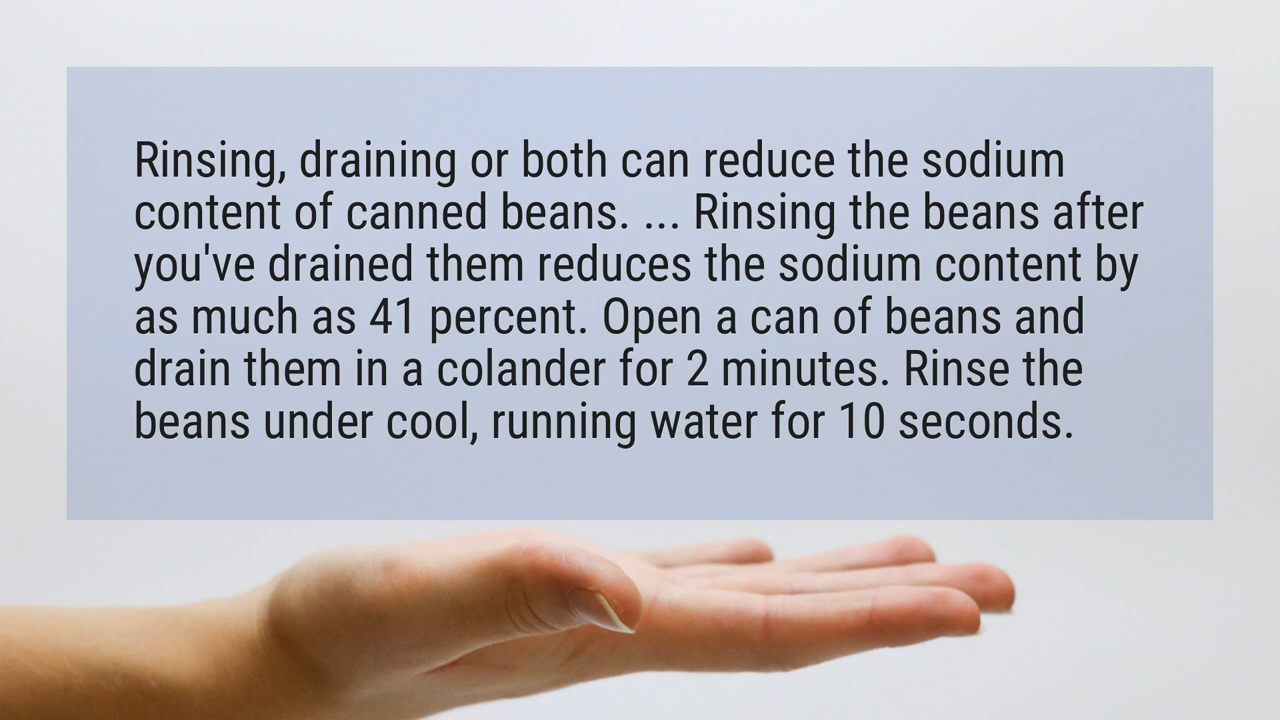 Rinsing, draining or both can reduce the sodium
content of canned beans. ... Rinsing the beans after
you've drained them reduces the sodium content by
as much as 41 percent. Open a can of beans and
drain them in a colander for 2 minutes. Rinse the
beans under cool, running water for 10 seconds.